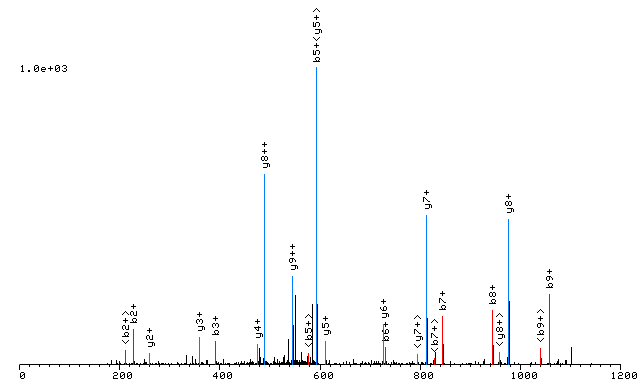 b5+<y5+>
1.0e+03
y8++
y7+
y8+
y9++
b9+
<b2+>
b2+
y2+
y3+
b3+
y4+
<b5+>
y5+
y6+
b6+
<y7+>
<b7+>
b7+
b8+
<y8+>
<b9+>
0 200 400 600 800 1000 1200